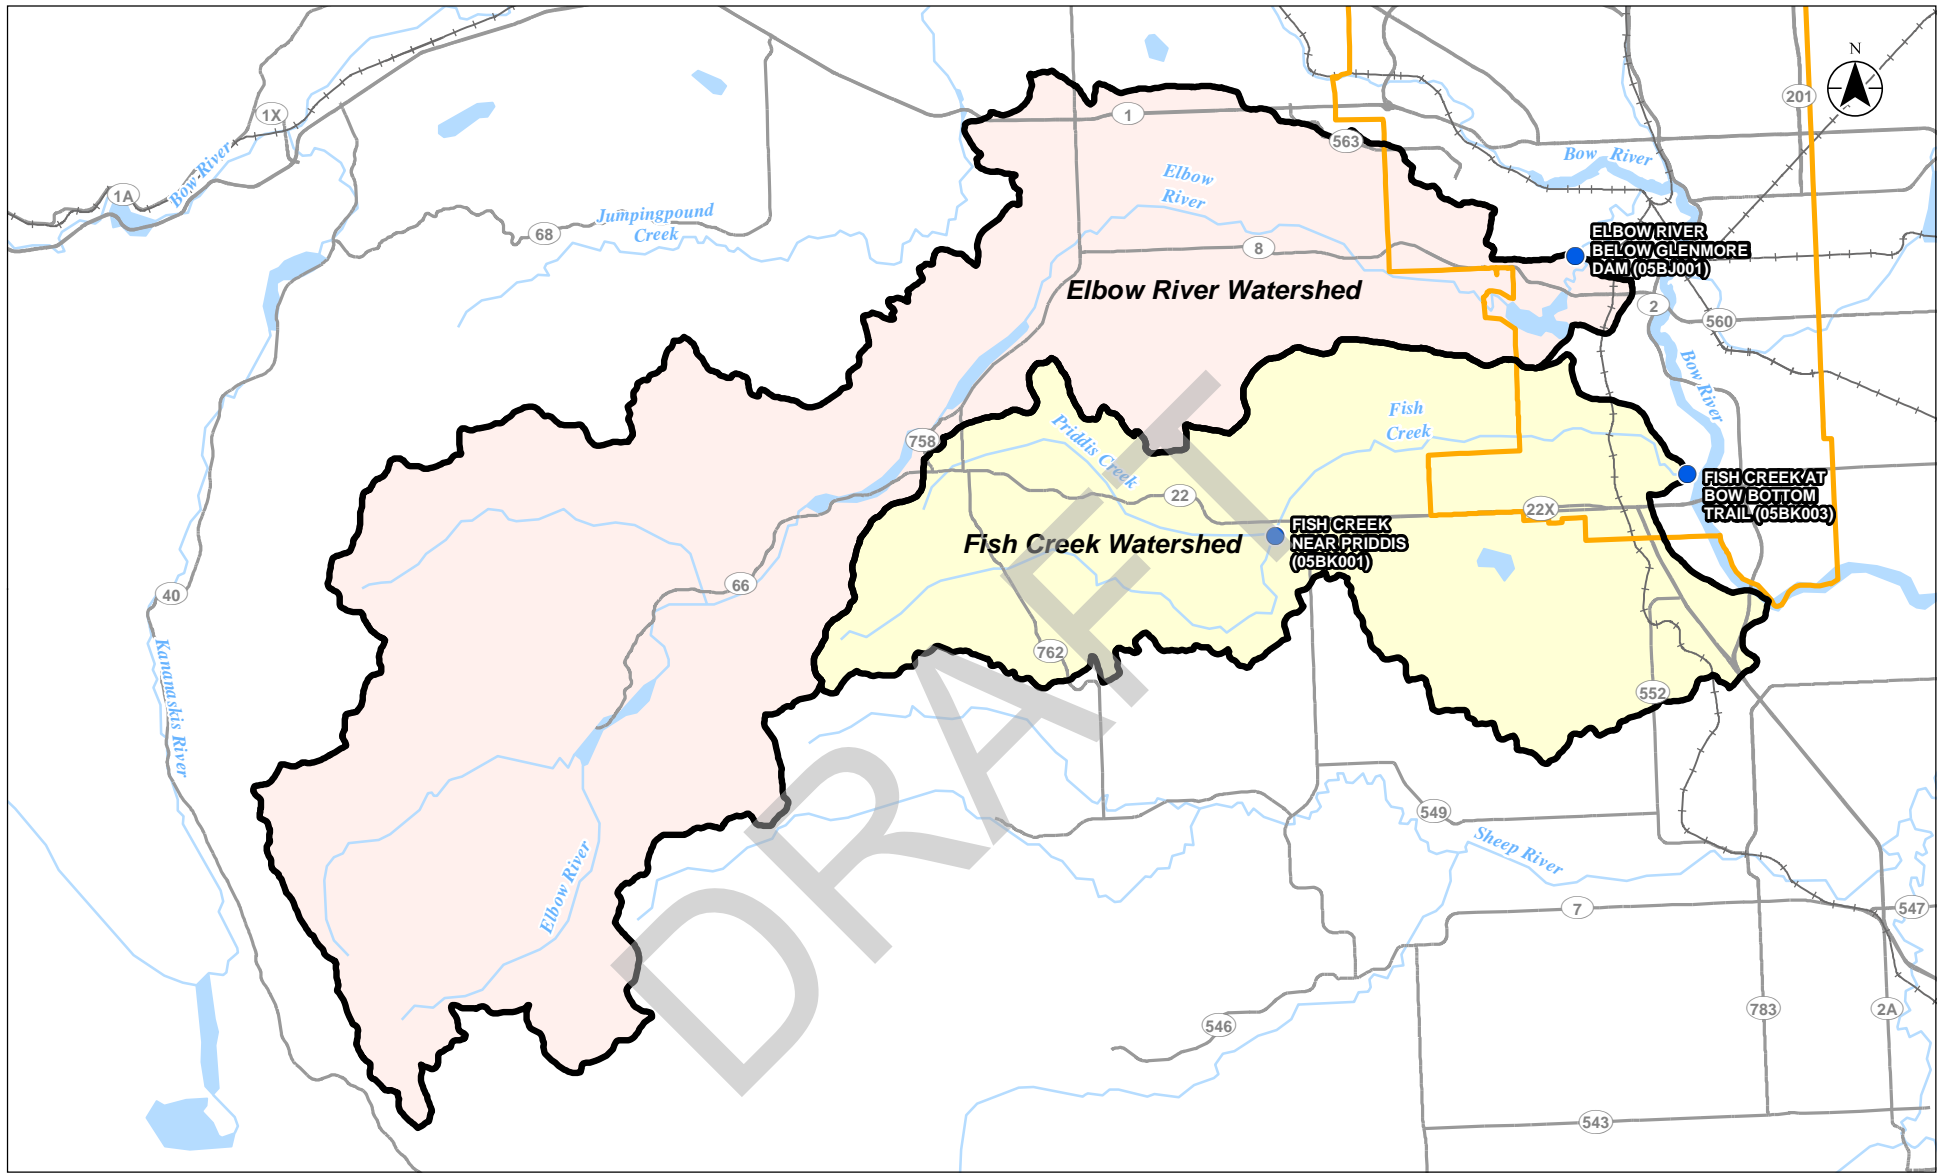 N
201
1X
1
563
Bow River
Bow River
1A
Elbow
River
Jumpingpound
Creek
68
8
ELBOW RIVER
BELOW GLENMORE
DAM (05BJ001)
Elbow River Watershed
2
560
Bow River
Fish
Creek
758
Priddis Creek
22
22X
FISH CREEK AT
BOW BOTTOM
TRAIL (05BK003)
FISH CREEK
NEAR PRIDDIS
(05BK001)
Fish Creek Watershed
66
40
762
Kananaskis River
552
DRAFT
549
Sheep River
Elbow River
7
547
546
783
2A
543